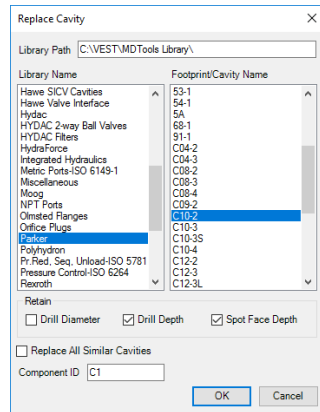 Replace Cavity
Library Path C:\VEST\MDTools Library\
Library Name
Hawe SICV Cavities
Hawe Valve Interface
Hydac
HYDAC 2-way Ball Valves
HYDAC Filters
HydraForce
Integrated Hydraulics
Metric Ports-ISO 6149-1
Miscellaneous
Moog
NPT Ports
Olmsted Flanges
Orifice Plugs
Parker
Polyhydron
Pr.Red, Seq, Unload-ISO 5781
Pressure Control-ISO 6264
Rexroth
Footprint/Cavity Name
53-1
54-1
5A
68-1
91-1
C04-2
C04-3
C08-2
C08-3
C08-4
C09-2
C10-2
C10-3
C10-3S
C10-4
C12-2
C12-3
C12-3L
Retain
Drill Diameter Drill Depth Spot Face Depth
Replace All Similar Cavities
Component ID C1
OK Cancel